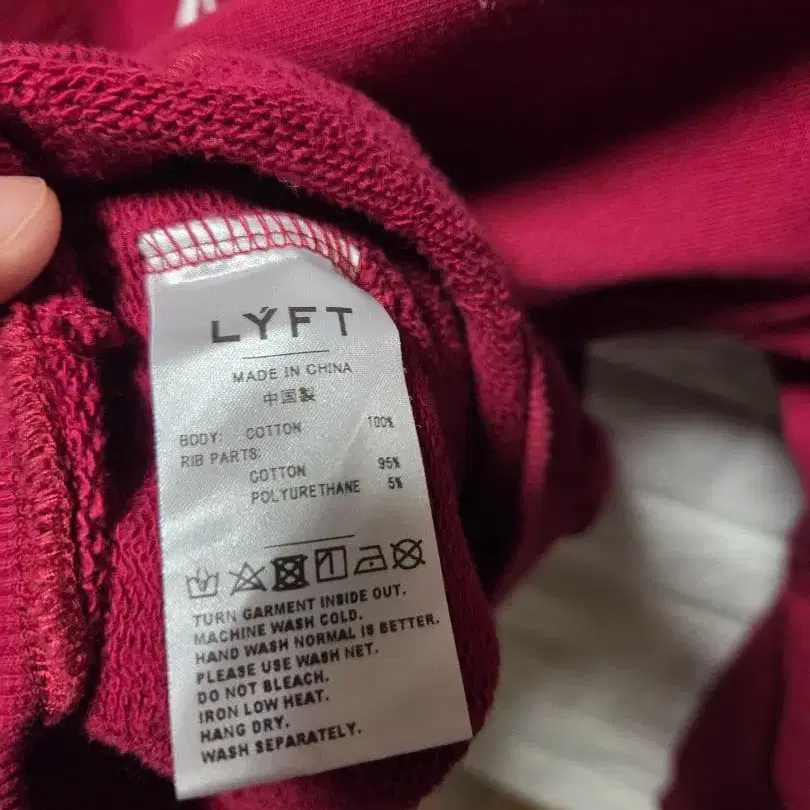 LÝFT
MADE IN CHINA
中国製
BODY: COTTON 100%
RIB PARTS:
COTTON 95%
POLYURETHANE 5%
TURN GARMENT INSIDE OUT.
MACHINE WASH COLD.
HAND WASH NORMAL IS BETTER.
PLEASE USE WASH NET.
DO NOT BLEACH.
IRON LOW HEAT.
HANG DRY.
WASH SEPARATELY.